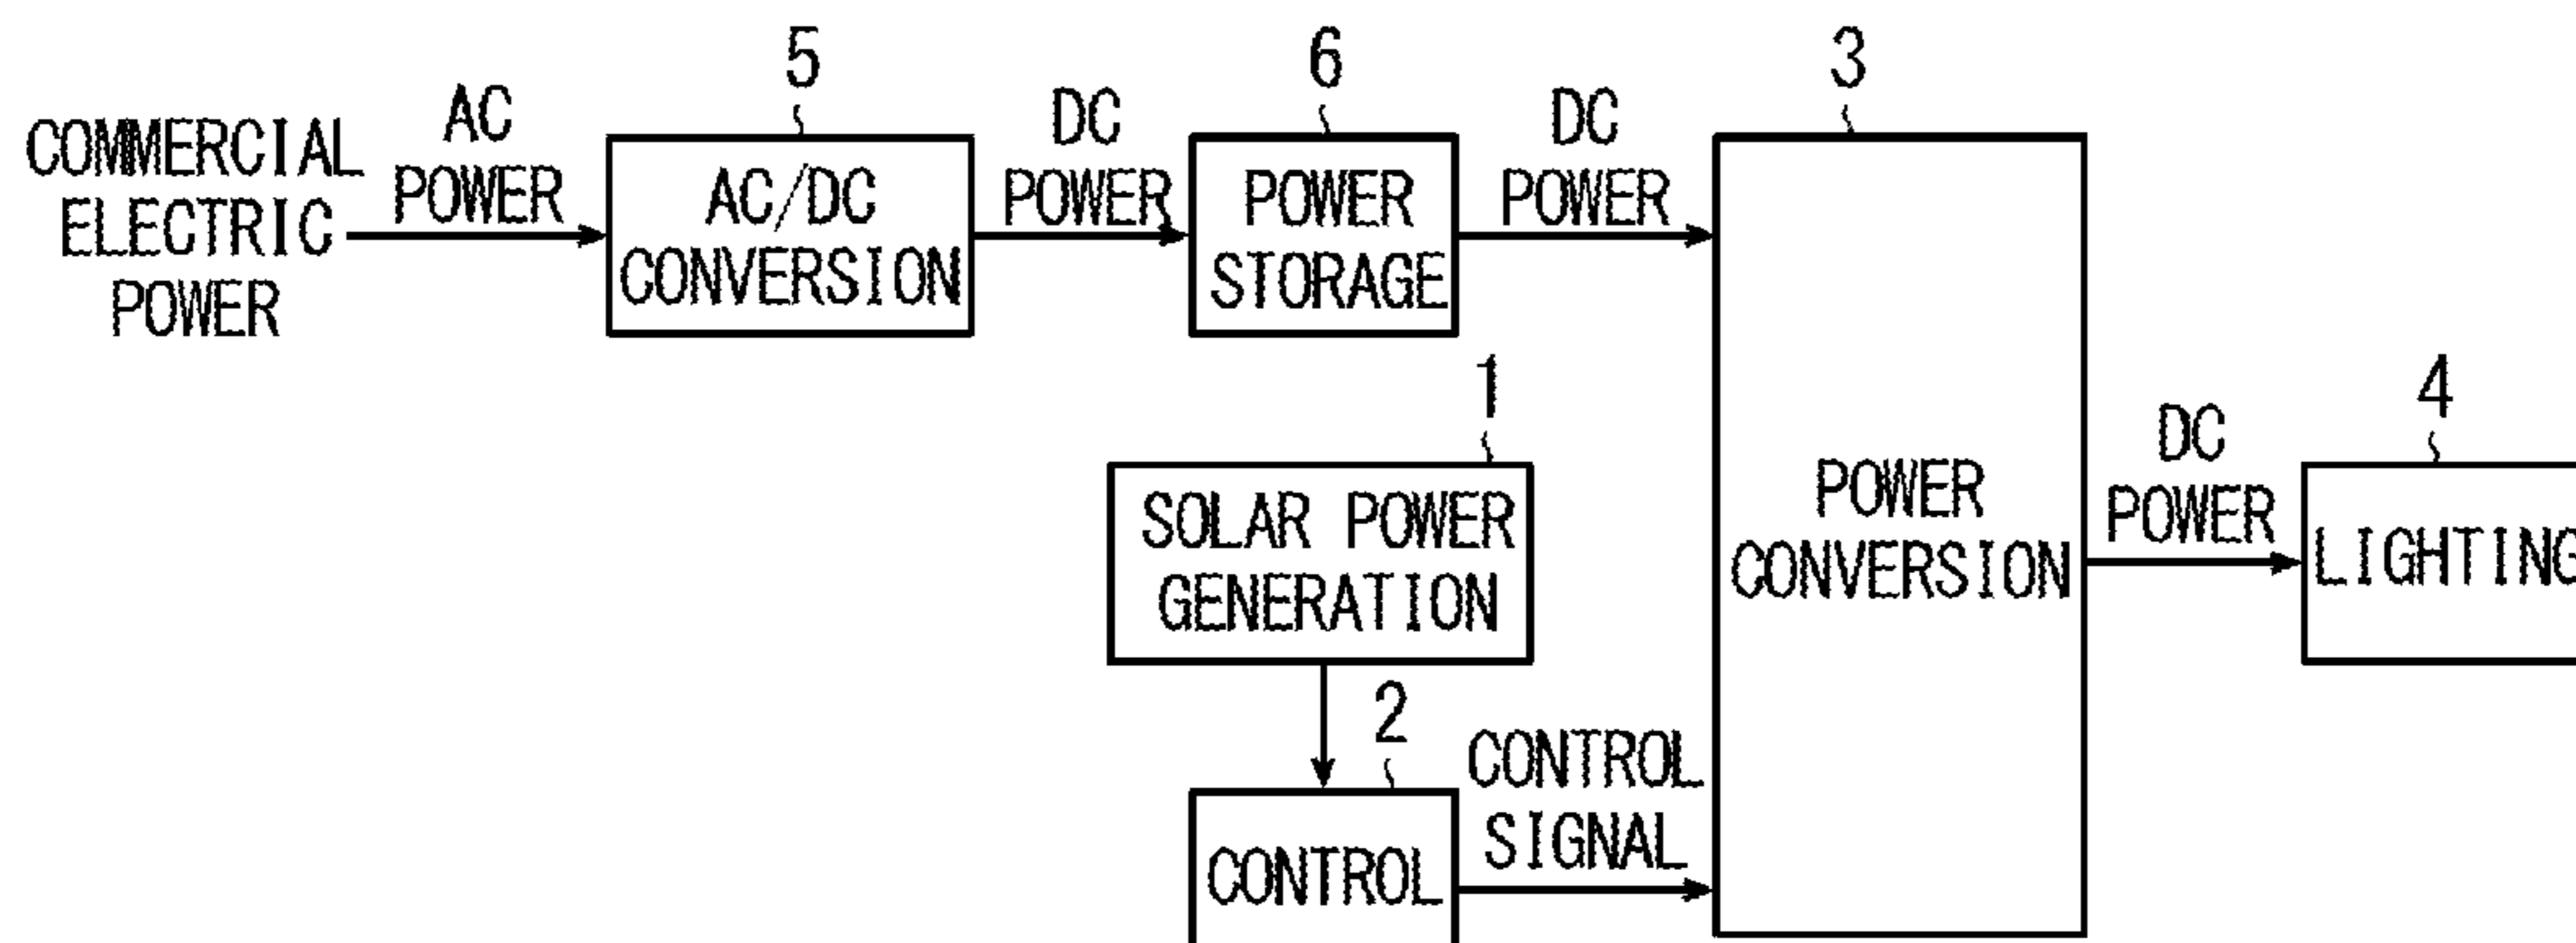 5
6
3
COMMERCIAL
ELECTRIC
POWER
AC
POWER
AC/DC
CONVERSION
DC
POWER
POWER
STORAGE
DC
POWER
1
SOLAR POWER
GENERATION
POWER
CONVERSION
DC
POWER
4
LIGHTING
2
CONTROL
CONTROL
SIGNAL